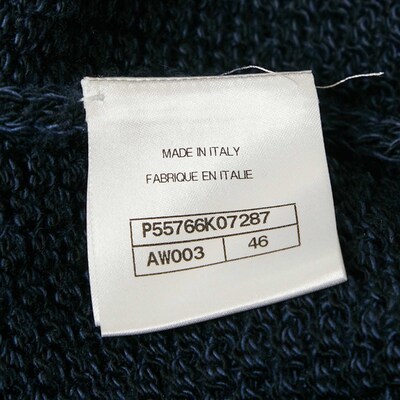 MADE IN ITALY
FABRIQUE EN ITALIE
P55766K07287
AW003 46